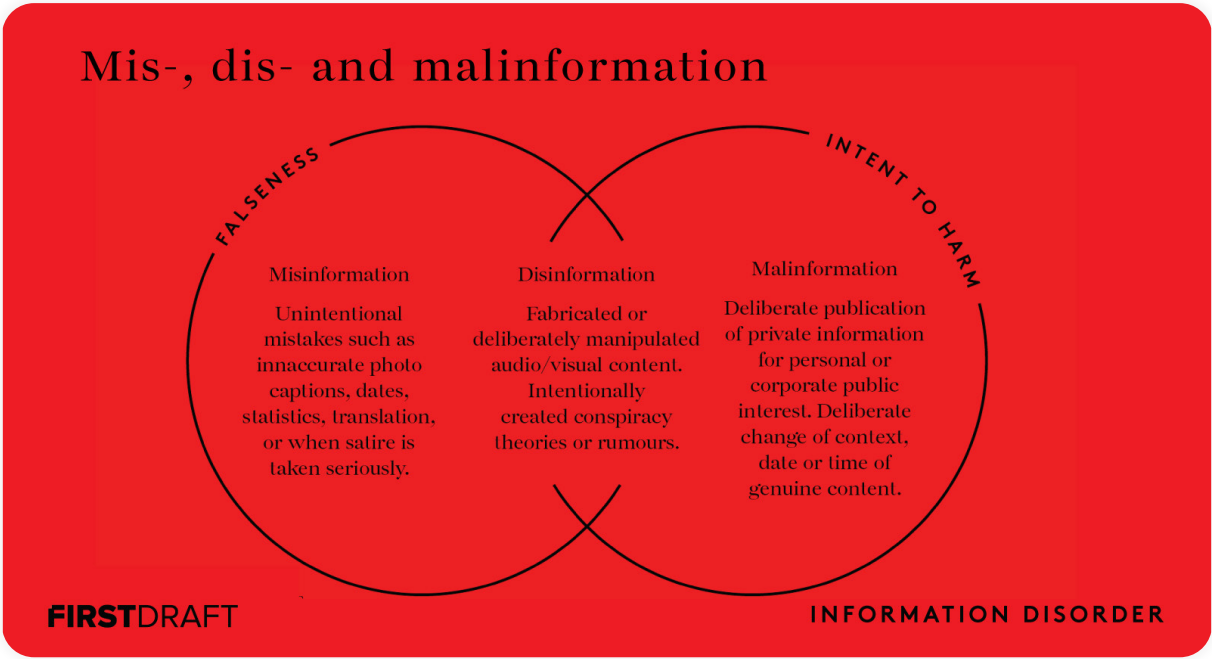 Mis-, dis- and malinformation
FALSENESS
INTENT TO HARM
Misinformation
Unintentional
mistakes such as
innaccurate photo
captions, dates,
statistics, translation,
or when satire is
taken seriously.
Disinformation
Fabricated or
deliberately manipulated
audio/visual content.
Intentionally
created conspiracy
theories or rumours.
Malinformation
Deliberate publication
of private information
for personal or
corporate public
interest. Deliberate
change of context,
date or time of
genuine content.
FIRSTDRAFT
INFORMATION DISORDER